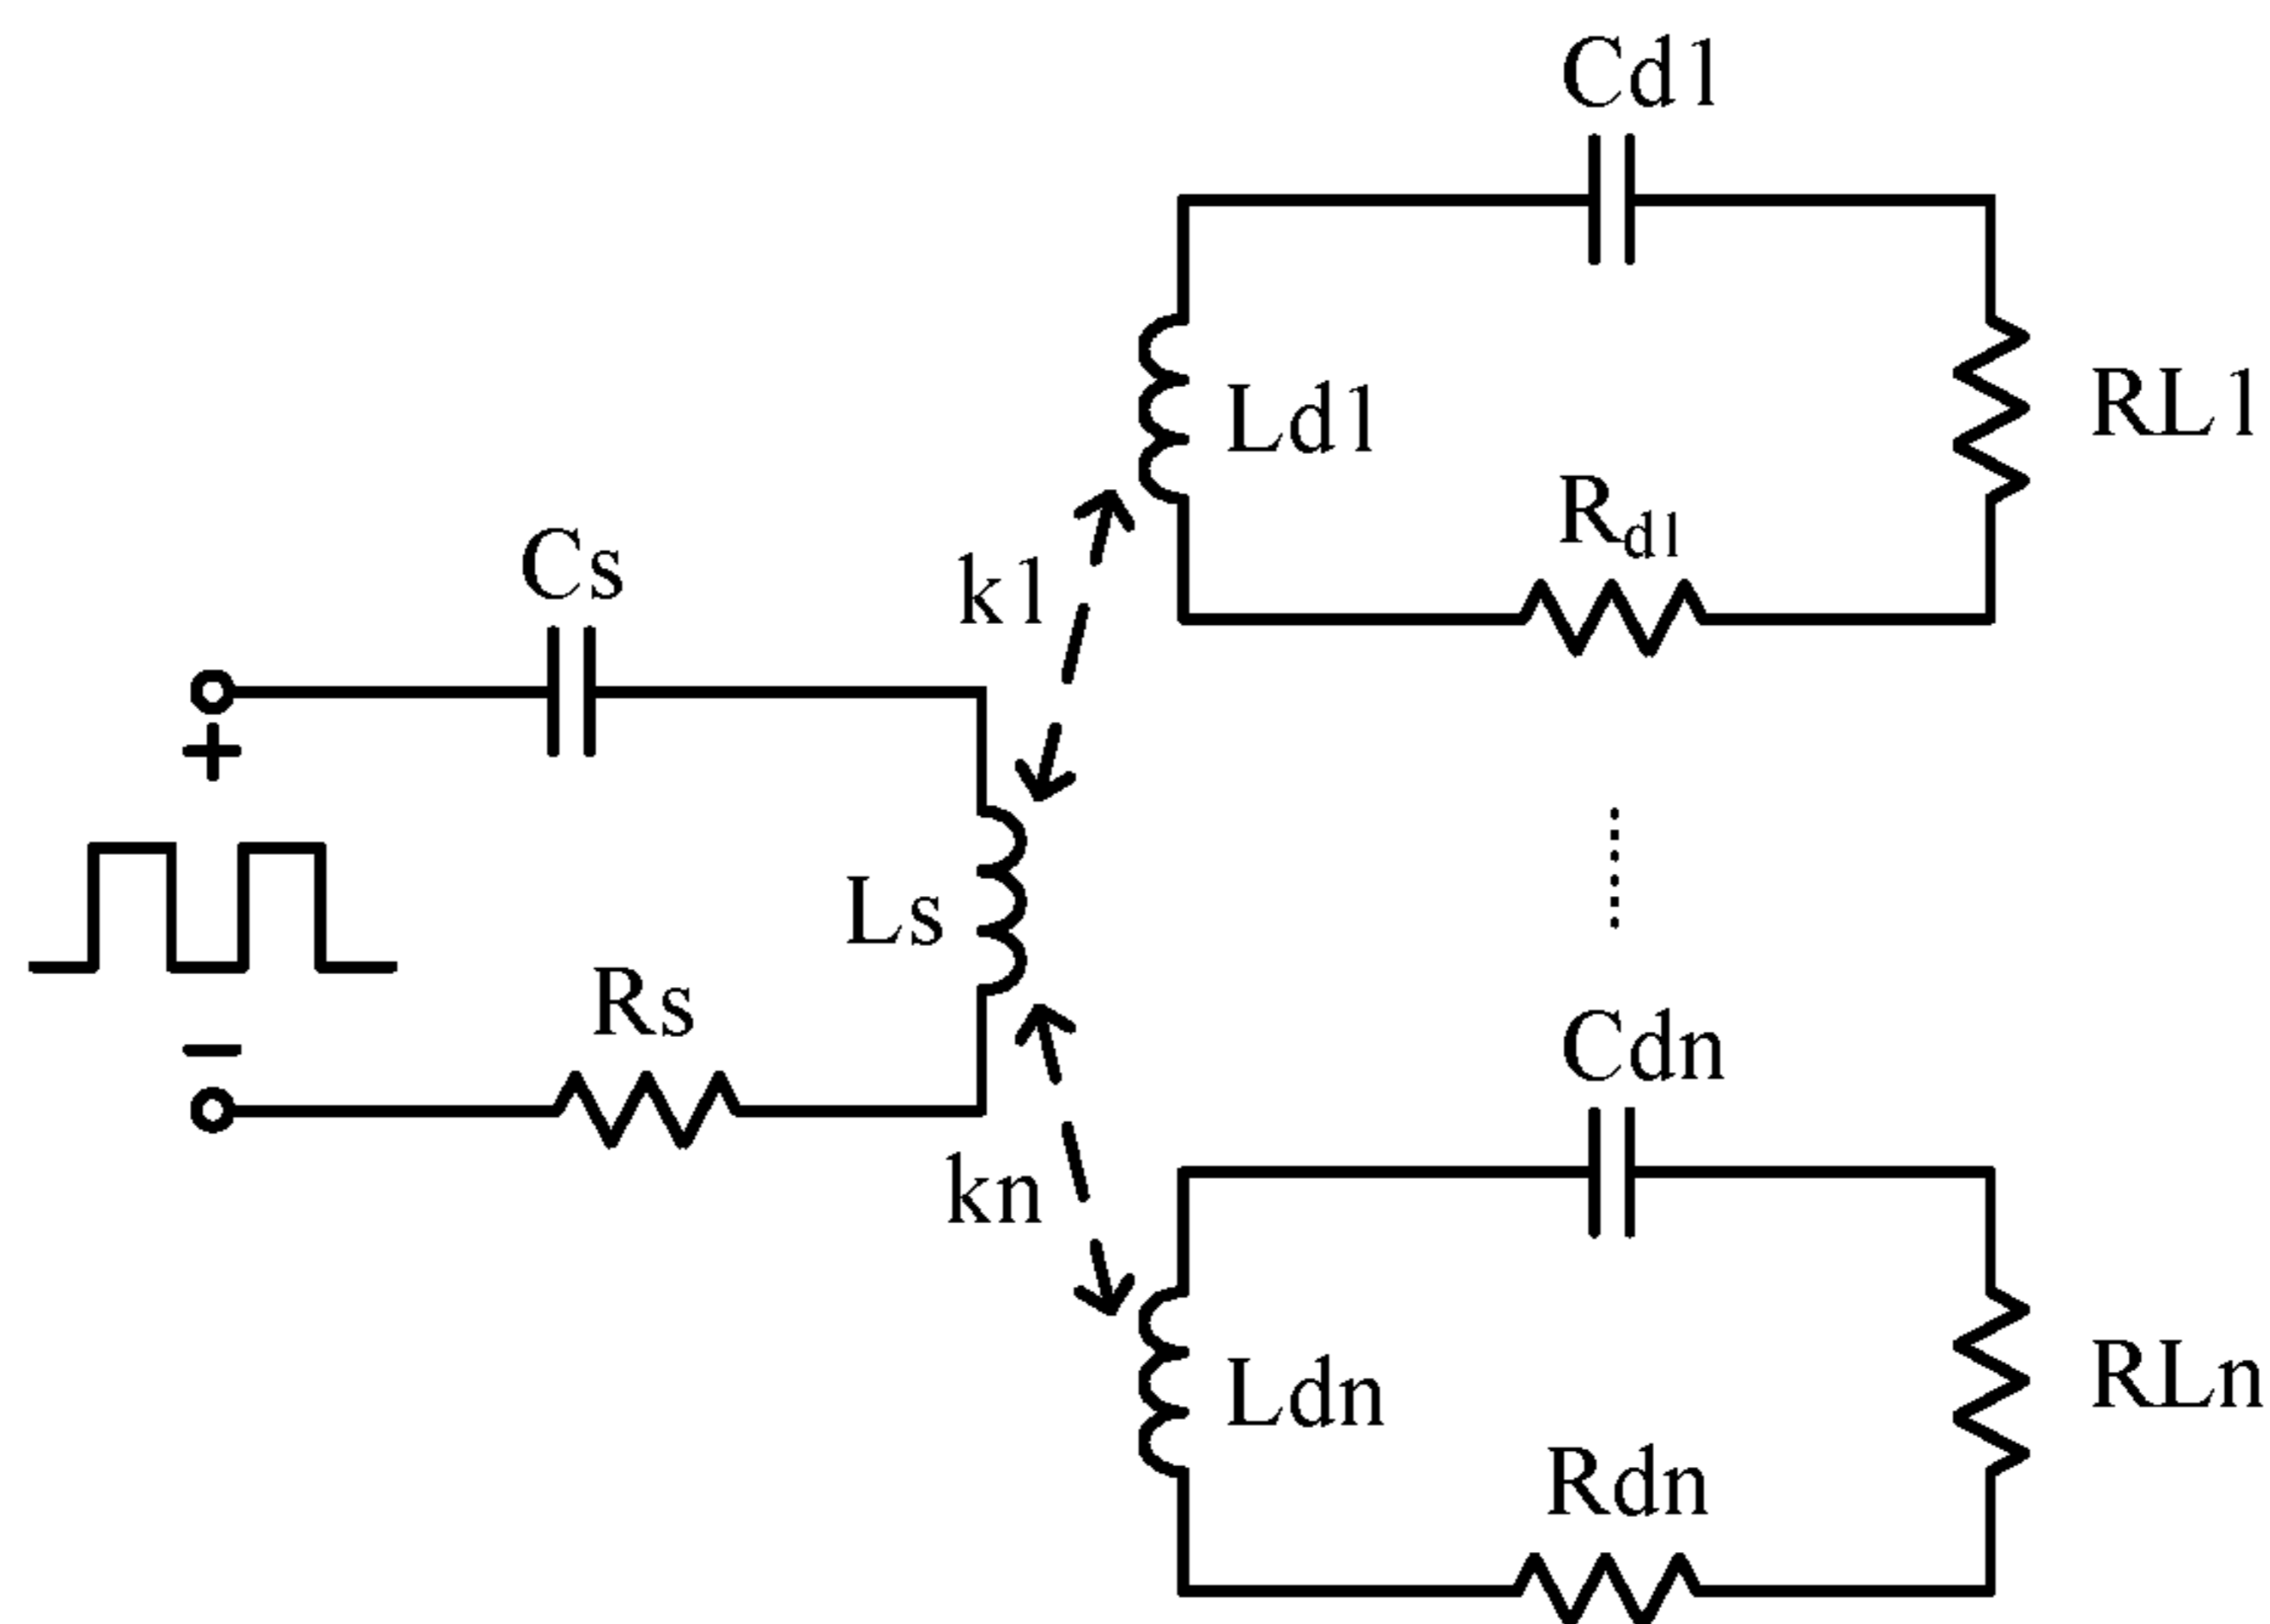 Cd1
Ld1
RL1
Rd1
k1
Cs
+
Ls
Rs
−
kn
Cdn
Ldn
RLn
Rdn